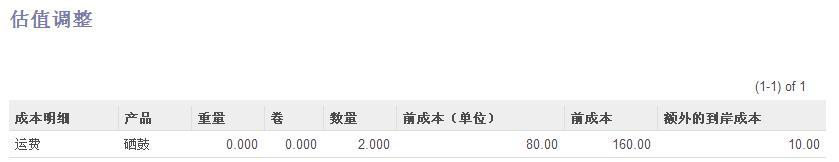 估值调整
(1-1) of 1
成本明细 产品 重量 卷 数量 前成本（单位） 前成本 额外的到岸成本
运费 硒鼓 0.000 0.000 2.000 80.00 160.00 10.00